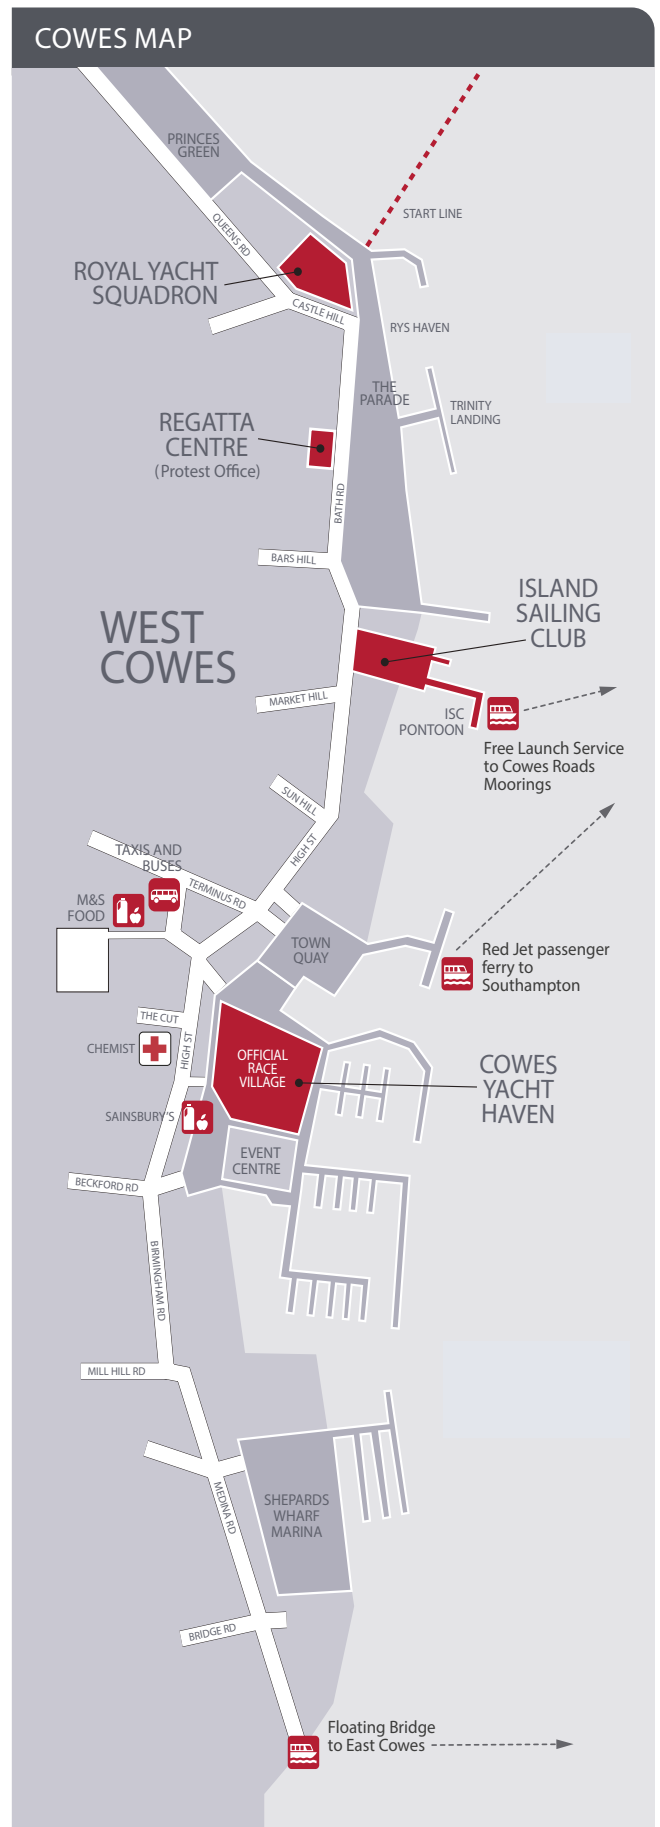 COWES MAP
PRINCES
GREEN
START LINE
QUEENS RD
ROYAL YACHT
SQUADRON
CASTLE HILL
RYS HAVEN
THE
PARADE
TRINITY
LANDING
REGATTA
CENTRE
(Protest Office)
BATH RD
BARS HILL
ISLAND
SAILING
CLUB
WEST
COWES
MARKET HILL
ISC
PONTOON
Free Launch Service
to Cowes Roads
Moorings
SUN HILL
HIGH ST
TAXIS AND
BUSES
TERMINUS RD
M&S
FOOD
TOWN
QUAY
Red Jet passenger
ferry to
Southampton
THE CUT
CHEMIST
HIGH ST
OFFICIAL
RACE
VILLAGE
COWES
YACHT
HAVEN
SAINSBURY'S
EVENT
CENTRE
BECKFORD RD
BIRMINGHAM RD
MILL HILL RD
MEDINA RD
SHEPARDS
WHARF
MARINA
BRIDGE RD
Floating Bridge
to East Cowes